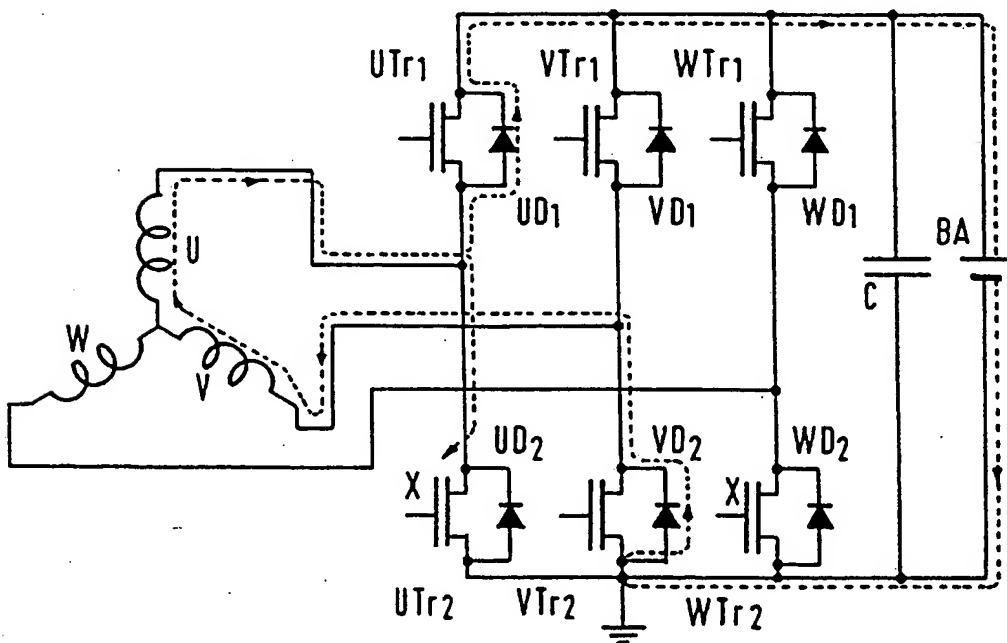 UTr1 VTr1 WTr1
UD1 VD1 WD1 BA
U
C
W
V
UD2 VD2 WD2
X X
UTr2 VTr2 WTr2